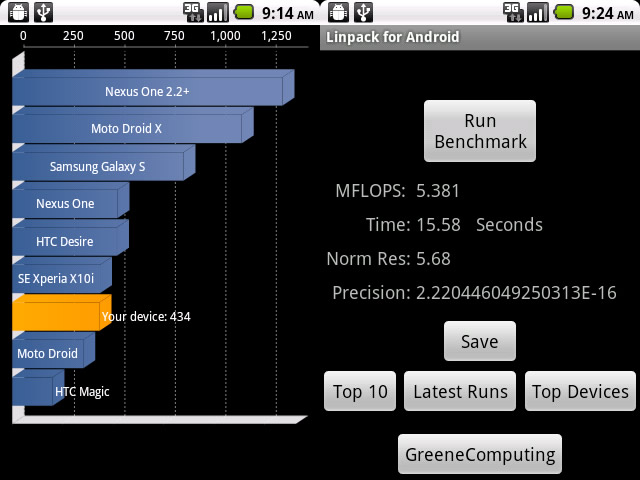 3G 9:14 AM
0 250 500 750 1,000 1,250
Nexus One 2.2+
Moto Droid X
Samsung Galaxy S
Nexus One
HTC Desire
SE Xperia X10i
Your device: 434
Moto Droid
HTC Magic
3G 9:24 AM
Linpack for Android
Run
Benchmark
MFLOPS: 5.381
Time: 15.58 Seconds
Norm Res: 5.68
Precision: 2.220446049250313E-16
Save
Top 10 Latest Runs Top Devices
GreeneComputing